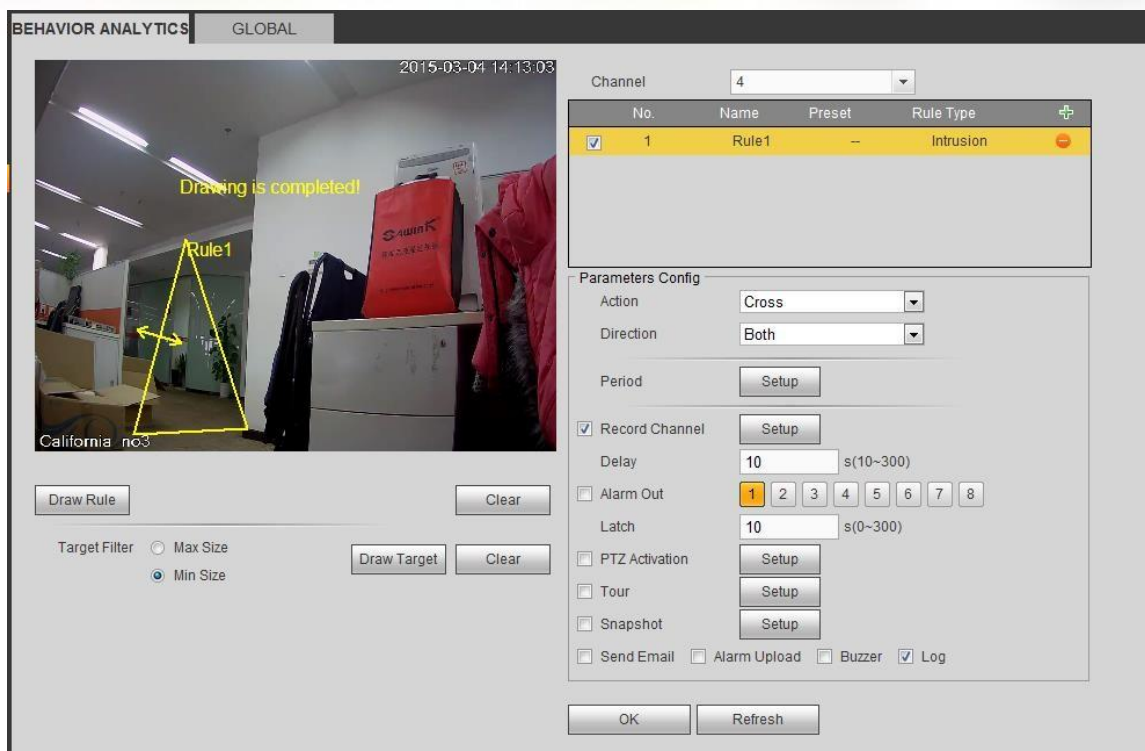 BEHAVIOR ANALYTICS
GLOBAL
2015-03-04 14:13:03
Drawing is completed!
Rule1
SAWINK
California no3
Draw Rule
Clear
Target Filter
Max Size
Min Size
Draw Target
Clear
Channel
4
No. Name Preset Rule Type
1 Rule1 -- Intrusion
Parameters Config
Action Cross
Direction Both
Period Setup
Record Channel Setup
Delay 10 s(10~300)
Alarm Out 1 2 3 4 5 6 7 8
Latch 10 s(0~300)
PTZ Activation Setup
Tour Setup
Snapshot Setup
Send Email Alarm Upload Buzzer Log
OK Refresh